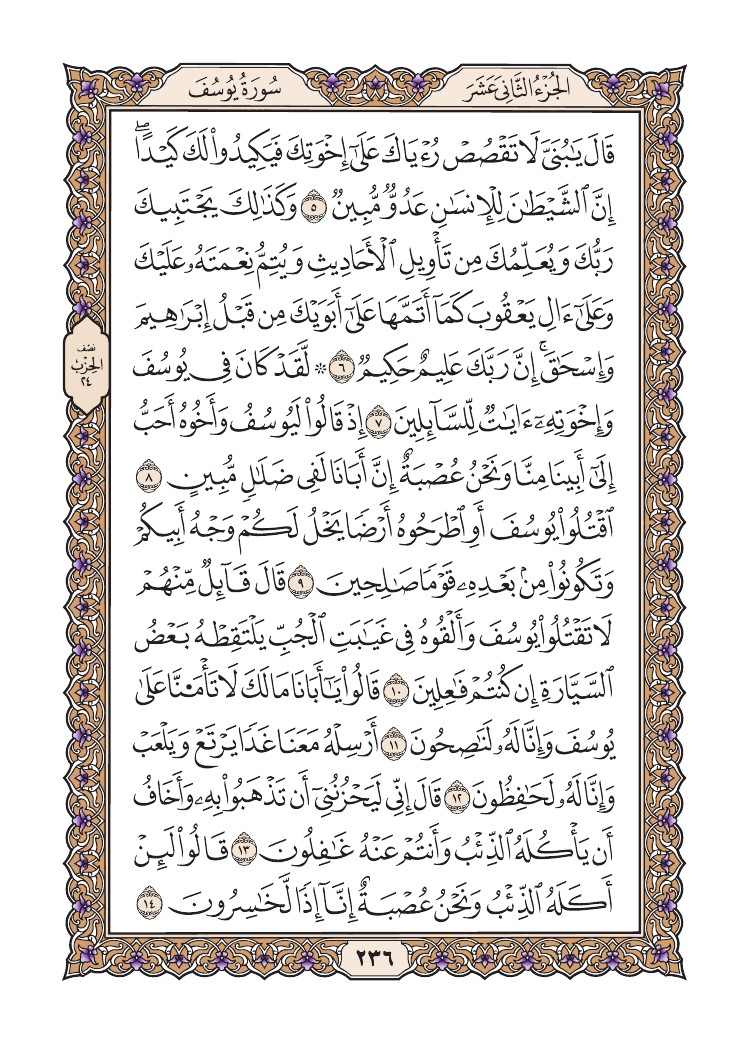 الجُزْءُ الثَّانِي عَشَرَ
سُورَةُ يُوسُفَ
قَالَ يَٰبُنَىَّ لَا تَقۡصُصۡ رُءۡيَاكَ عَلَىٰٓ إِخۡوَتِكَ فَيَكِيدُواْ لَكَ كَيۡدًاۖ
إِنَّ ٱلشَّيۡطَٰنَ لِلۡإِنسَٰنِ عَدُوّٞ مُّبِينٞ ٥ وَكَذَٰلِكَ يَجۡتَبِيكَ
رَبُّكَ وَيُعَلِّمُكَ مِن تَأۡوِيلِ ٱلۡأَحَادِيثِ وَيُتِمُّ نِعۡمَتَهُۥ عَلَيۡكَ
وَعَلَىٰٓ ءَالِ يَعۡقُوبَ كَمَآ أَتَمَّهَا عَلَىٰٓ أَبَوَيۡكَ مِن قَبۡلُ إِبۡرَٰهِيمَ
وَإِسۡحَٰقَۚ إِنَّ رَبَّكَ عَلِيمٌ حَكِيمٞ ٦ ۞ لَّقَدۡ كَانَ فِي يُوسُفَ
وَإِخۡوَتِهِۦٓ ءَايَٰتٞ لِّلسَّآئِلِينَ ٧ إِذۡ قَالُواْ لَيُوسُفُ وَأَخُوهُ أَحَبُّ
إِلَىٰٓ أَبِينَا مِنَّا وَنَحۡنُ عُصۡبَةٌ إِنَّ أَبَانَا لَفِي ضَلَٰلٖ مُّبِينٍ ٨
ٱقۡتُلُواْ يُوسُفَ أَوِ ٱطۡرَحُوهُ أَرۡضٗا يَخۡلُ لَكُمۡ وَجۡهُ أَبِيكُمۡ
وَتَكُونُواْ مِنۢ بَعۡدِهِۦ قَوۡمٗا صَٰلِحِينَ ٩ قَالَ قَآئِلٞ مِّنۡهُمۡ
لَا تَقۡتُلُواْ يُوسُفَ وَأَلۡقُوهُ فِي غَيَٰبَتِ ٱلۡجُبِّ يَلۡتَقِطۡهُ بَعۡضُ
ٱلسَّيَّارَةِ إِن كُنتُمۡ فَٰعِلِينَ ١٠ قَالُواْ يَٰٓأَبَانَا مَا لَكَ لَا تَأۡمَ۬نَّا عَلَىٰ
يُوسُفَ وَإِنَّا لَهُۥ لَنَٰصِحُونَ ١١ أَرۡسِلۡهُ مَعَنَا غَدٗا يَرۡتَعۡ وَيَلۡعَبۡ
وَإِنَّا لَهُۥ لَحَٰفِظُونَ ١٢ قَالَ إِنِّي لَيَحۡزُنُنِيٓ أَن تَذۡهَبُواْ بِهِۦ وَأَخَافُ
أَن يَأۡكُلَهُ ٱلذِّئۡبُ وَأَنتُمۡ عَنۡهُ غَٰفِلُونَ ١٣ قَالُواْ لَئِنۡ
أَكَلَهُ ٱلذِّئۡبُ وَنَحۡنُ عُصۡبَةٌ إِنَّآ إِذٗا لَّخَٰسِرُونَ ١٤
نصف
الحزب
٢٤
٢٣٦